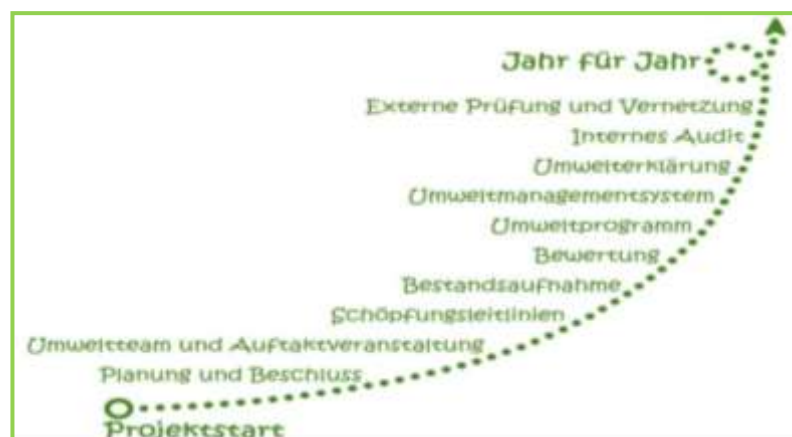 Jahr für Jahr
Externe Prüfung und Vernetzung
Internes Audit
Umwelterklärung
Umweltmanagementsystem
Umweltprogramm
Bewertung
Bestandsaufnahme
Schöpfungsleitlinien
Umweltteam und Auftaktveranstaltung
Planung und Beschluss
Projektstart